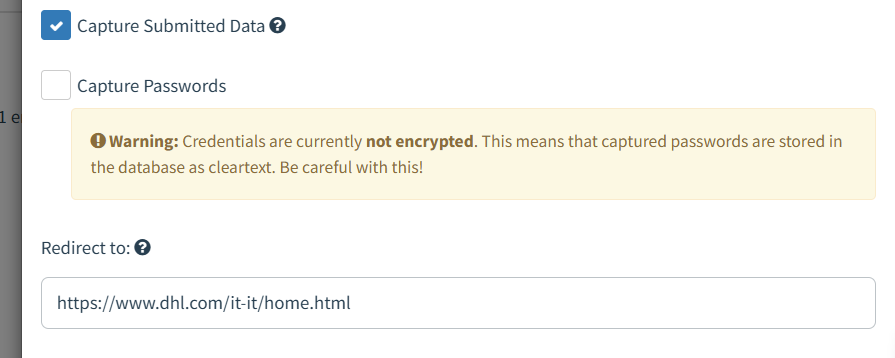 Capture Submitted Data
Capture Passwords
1 e
Warning: Credentials are currently not encrypted. This means that captured passwords are stored in
the database as cleartext. Be careful with this!
Redirect to:
https://www.dhl.com/it-it/home.html